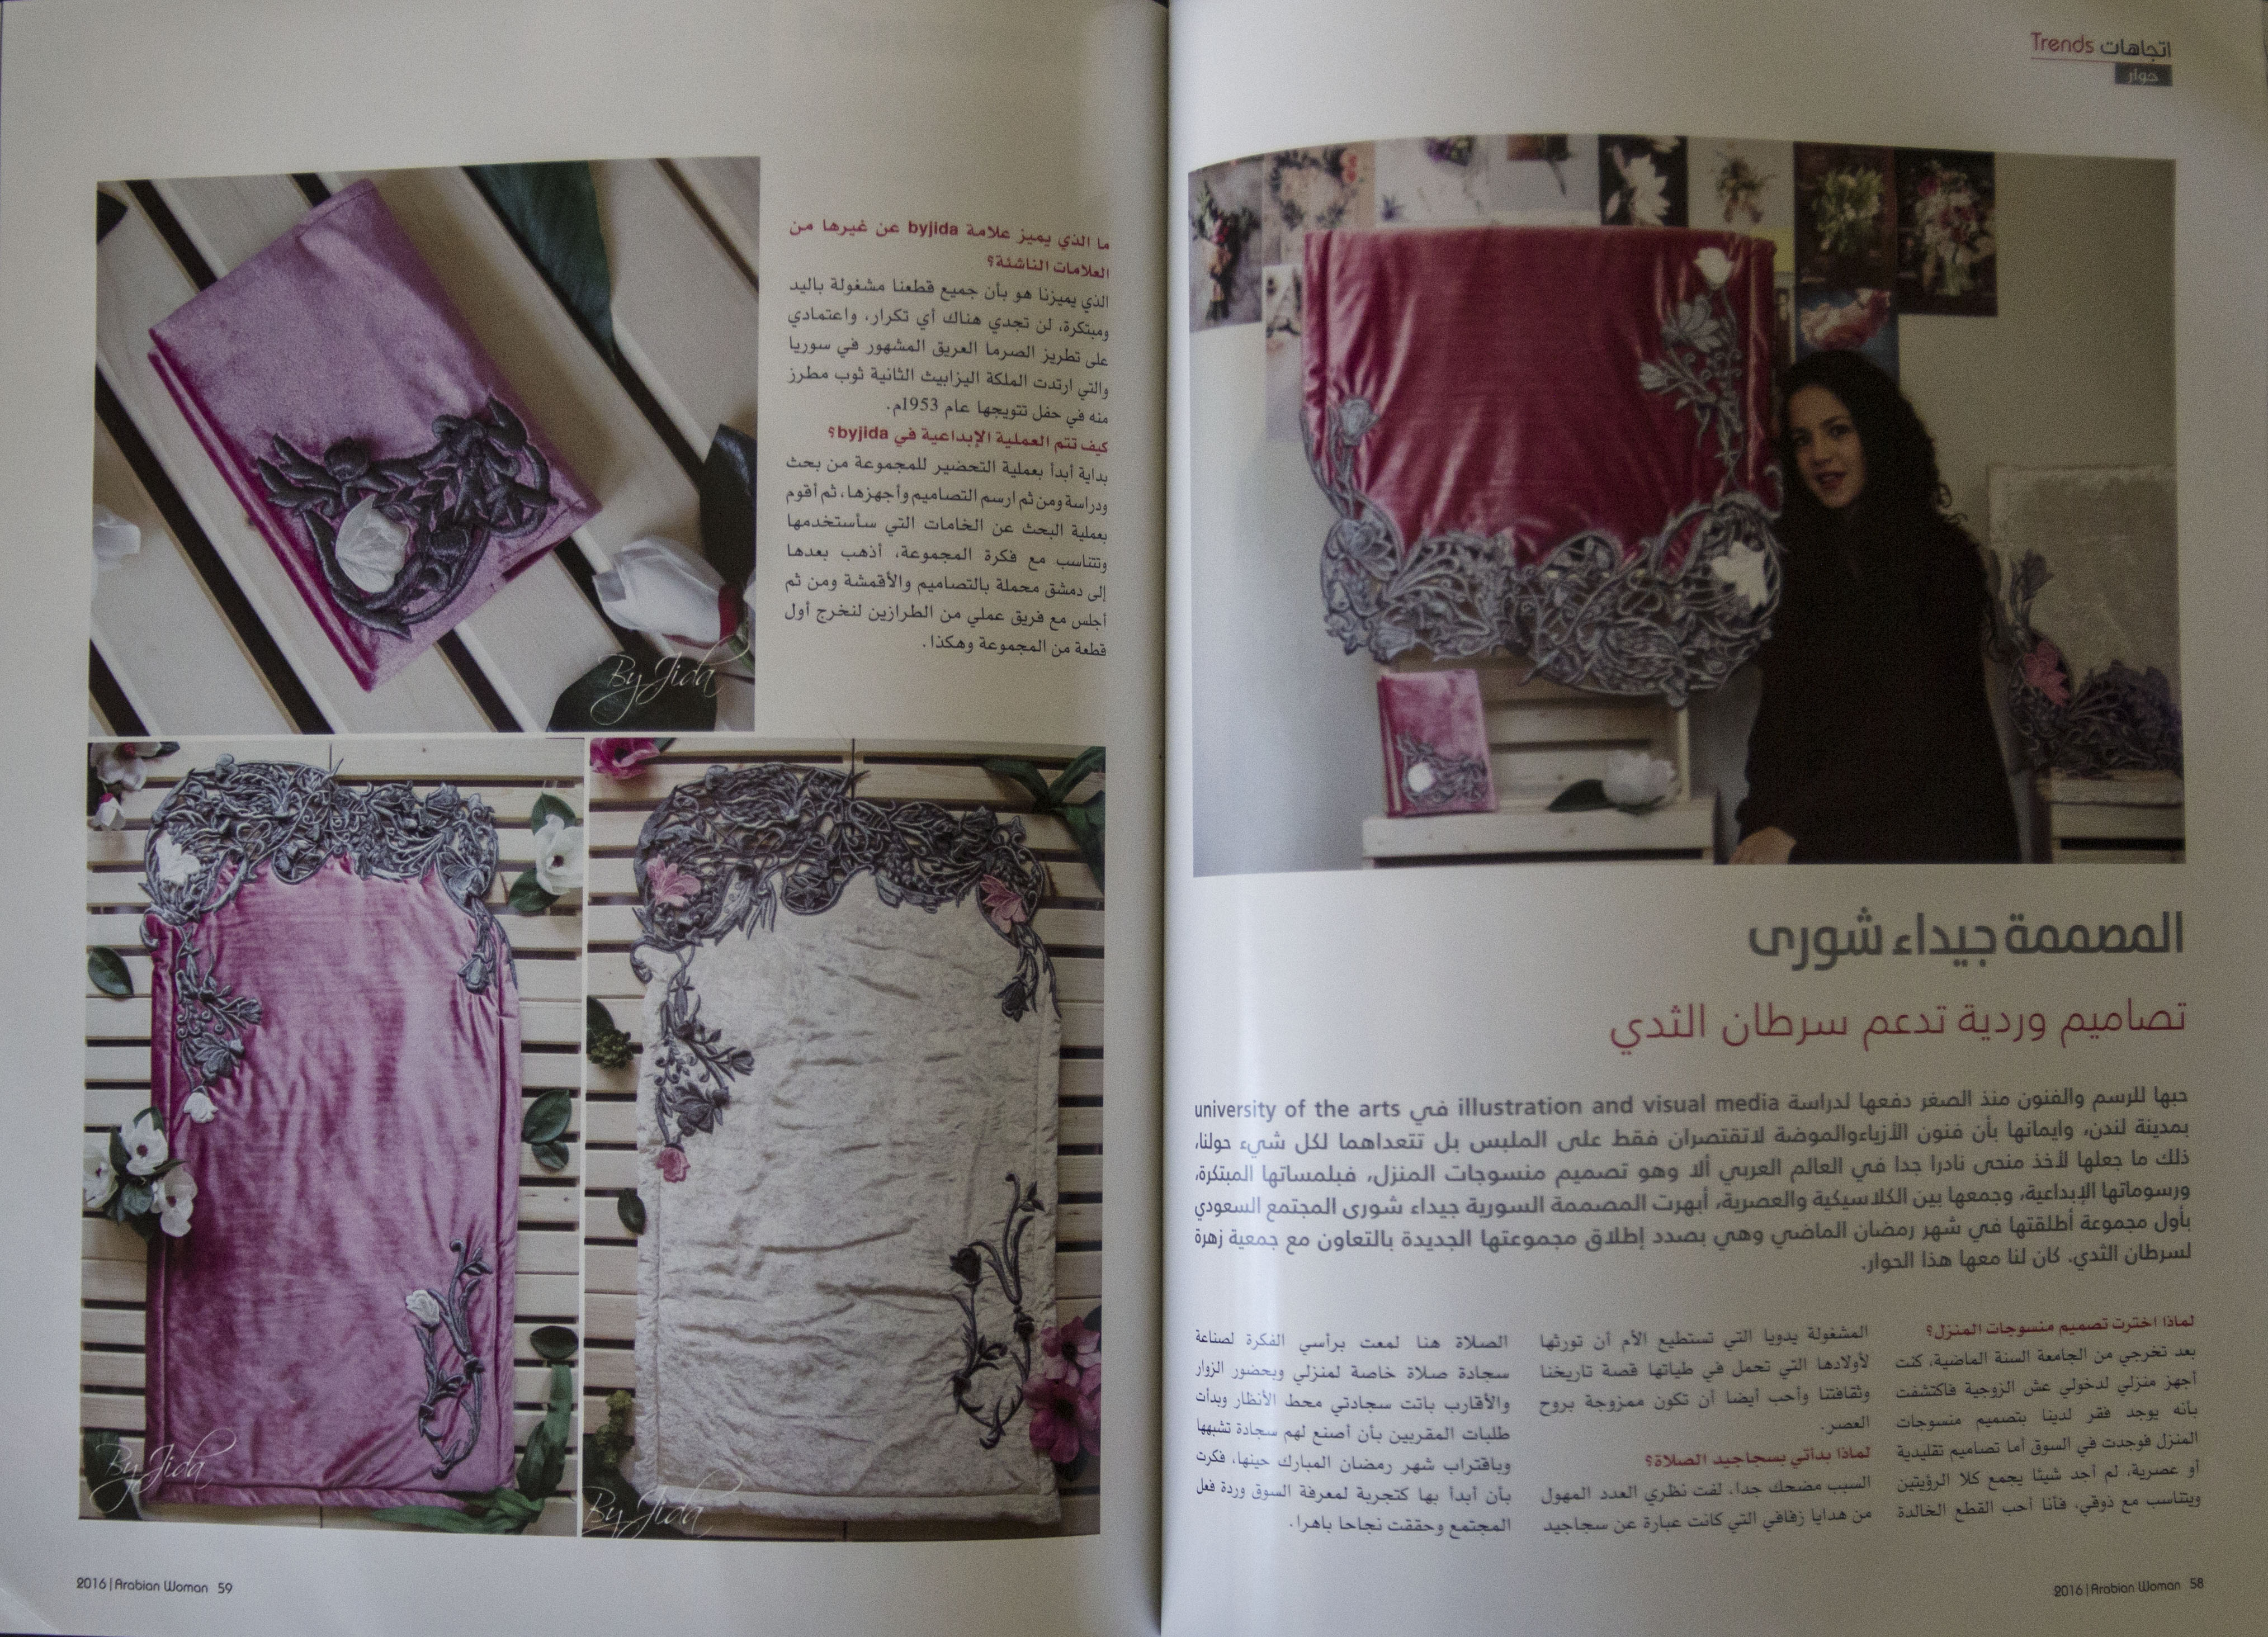 اتجاهات Trends
حوار
المصممة جيداء شورى
تصاميم وردية تدعم سرطان الثدي
حبها للرسم والفنون منذ الصغر دفعها لدراسة illustration and visual media في university of the arts
بمدينة لندن، وايمانها بأن فنون الأزياءوالموضة لاتقتصران فقط على الملبس بل تتعداهما لكل شيء حولنا،
ذلك ما جعلها لأخذ منحى نادرا جدا في العالم العربي ألا وهو تصميم منسوجات المنزل، فبلمساتها المبتكرة،
ورسوماتها الإبداعية، وجمعها بين الكلاسيكية والعصرية، أبهرت المصممة السورية جيداء شورى المجتمع السعودي
بأول مجموعة أطلقتها في شهر رمضان الماضي وهي بصدد إطلاق مجموعتها الجديدة بالتعاون مع جمعية زهرة
لسرطان الثدي. كان لنا معها هذا الحوار.
لماذا اخترت تصميم منسوجات المنزل؟
بعد تخرجي من الجامعة السنة الماضية، كنت
أجهز منزلي لدخولي عش الزوجية فاكتشفت
بأنه يوجد فقر لدينا بتصميم منسوجات
المنزل فوجدت في السوق أما تصاميم تقليدية
أو عصرية، لم أجد شيئا يجمع كلا الرؤيتين
ويتناسب مع ذوقي، فأنا أحب القطع الخالدة
المشغولة يدويا التي تستطيع الأم أن تورثها
لأولادها التي تحمل في طياتها قصة تاريخنا
وثقافتنا وأحب أيضا أن تكون ممزوجة بروح
العصر.
لماذا بدأتي بسجاجيد الصلاة؟
السبب مضحك جدا، لفت نظري العدد المهول
من هدايا زفافي التي كانت عبارة عن سجاجيد
الصلاة هنا لمعت برأسي الفكرة لصناعة
سجادة صلاة خاصة لمنزلي وبحضور الزوار
والأقارب باتت سجادتي محط الأنظار وبدأت
طلبات المقربين بأن أصنع لهم سجادة تشبهها
وباقتراب شهر رمضان المبارك حينها، فكرت
بأن أبدأ بها كتجربة لمعرفة السوق وردة فعل
المجتمع وحققت نجاحا باهرا.
2016 | Arabian Woman 58
ما الذي يميز علامة byjida عن غيرها من
العلامات الناشئة؟
الذي يميزنا هو بأن جميع قطعنا مشغولة باليد
ومبتكرة، لن تجدي هناك أي تكرار، واعتمادي
على تطريز الصرما العريق المشهور في سوريا
والتي ارتدت الملكة اليزابيث الثانية ثوب مطرز
منه في حفل تتويجها عام 1953م.
كيف تتم العملية الإبداعية في byjida؟
بداية أبدأ بعملية التحضير للمجموعة من بحث
ودراسة ومن ثم ارسم التصاميم وأجهزها، ثم أقوم
بعملية البحث عن الخامات التي سأستخدمها
وتتناسب مع فكرة المجموعة، أذهب بعدها
إلى دمشق محملة بالتصاميم والأقمشة ومن ثم
أجلس مع فريق عملي من الطرازين لنخرج أول
قطعة من المجموعة وهكذا.
By Jida
By Jida
By Jida
2016 | Arabian Woman 59